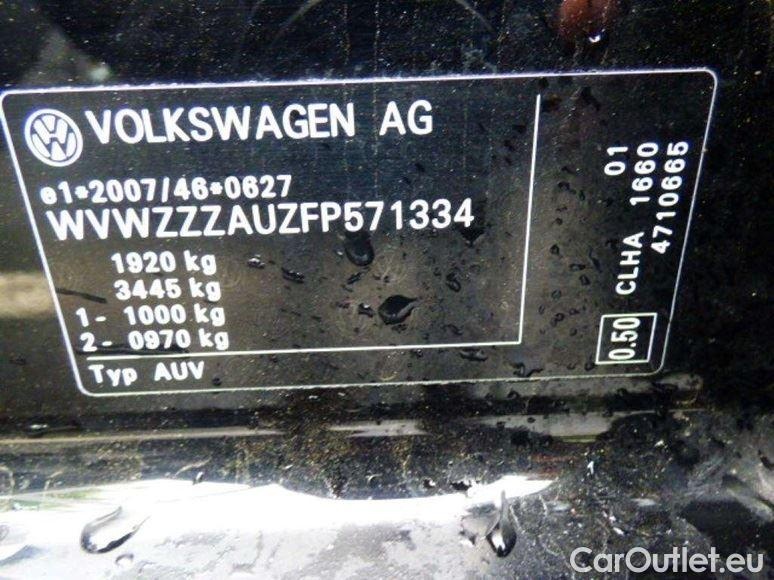 VOLKSWAGEN AG
e1*2007/46*0627
WVWZZZAUZFP571334
1920 kg
3445 kg
1- 1000 kg
2- 0970 kg
Typ AUV
01
CLHA 1660
4710665
0.50
CarOutlet.eu